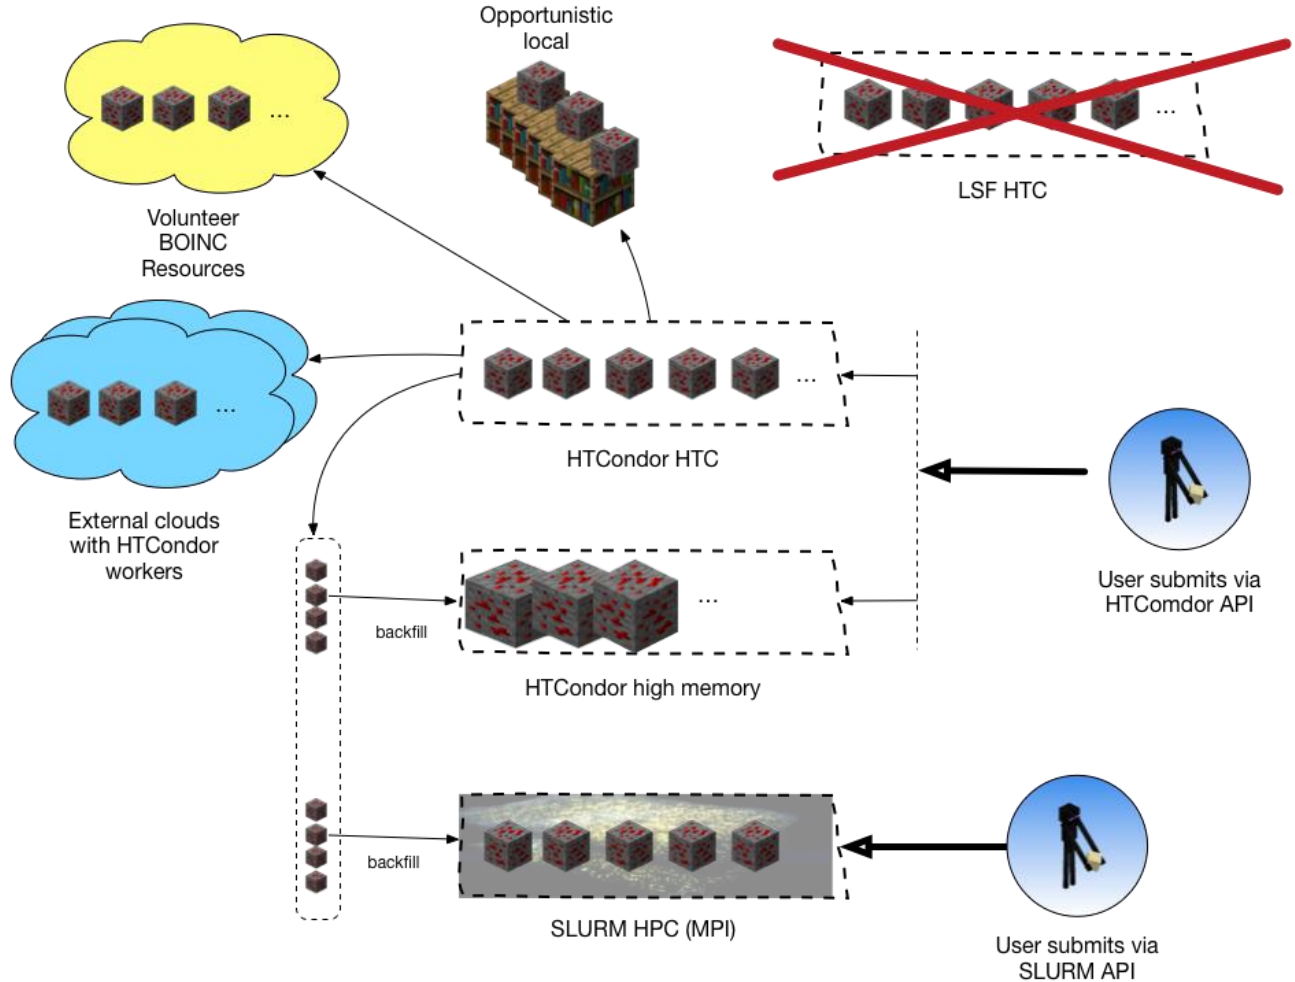 Opportunistic
local
...
...
LSF HTC
Volunteer
BOINC
Resources
...
...
HTCondor HTC
External clouds
with HTCondor
workers
User submits via
HTComdor API
...
backfill
HTCondor high memory
backfill
SLURM HPC (MPI)
User submits via
SLURM API